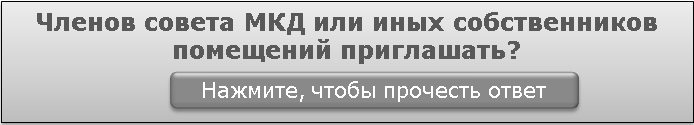 Членов совета МКД или иных собственников
помещений приглашать?
Нажмите, чтобы прочесть ответ